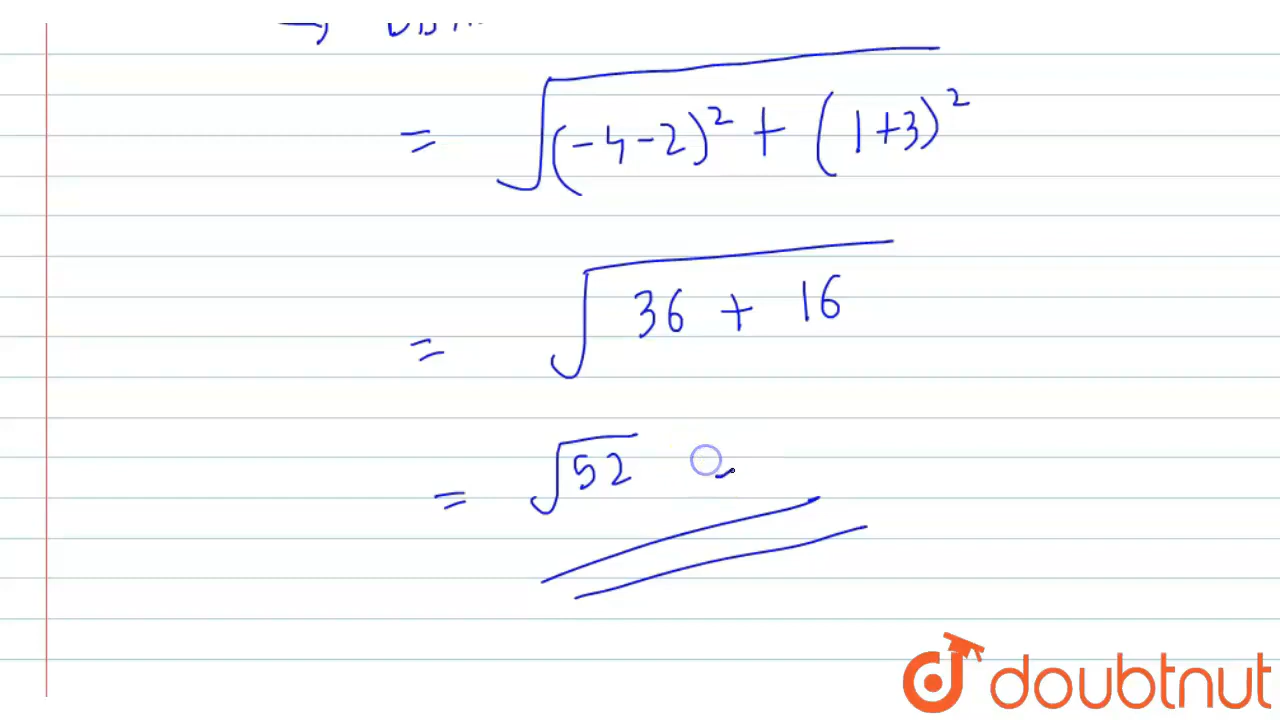 = √((-4-2)² + (1+3)²)
= √(36 + 16)
= √52
doubtnut